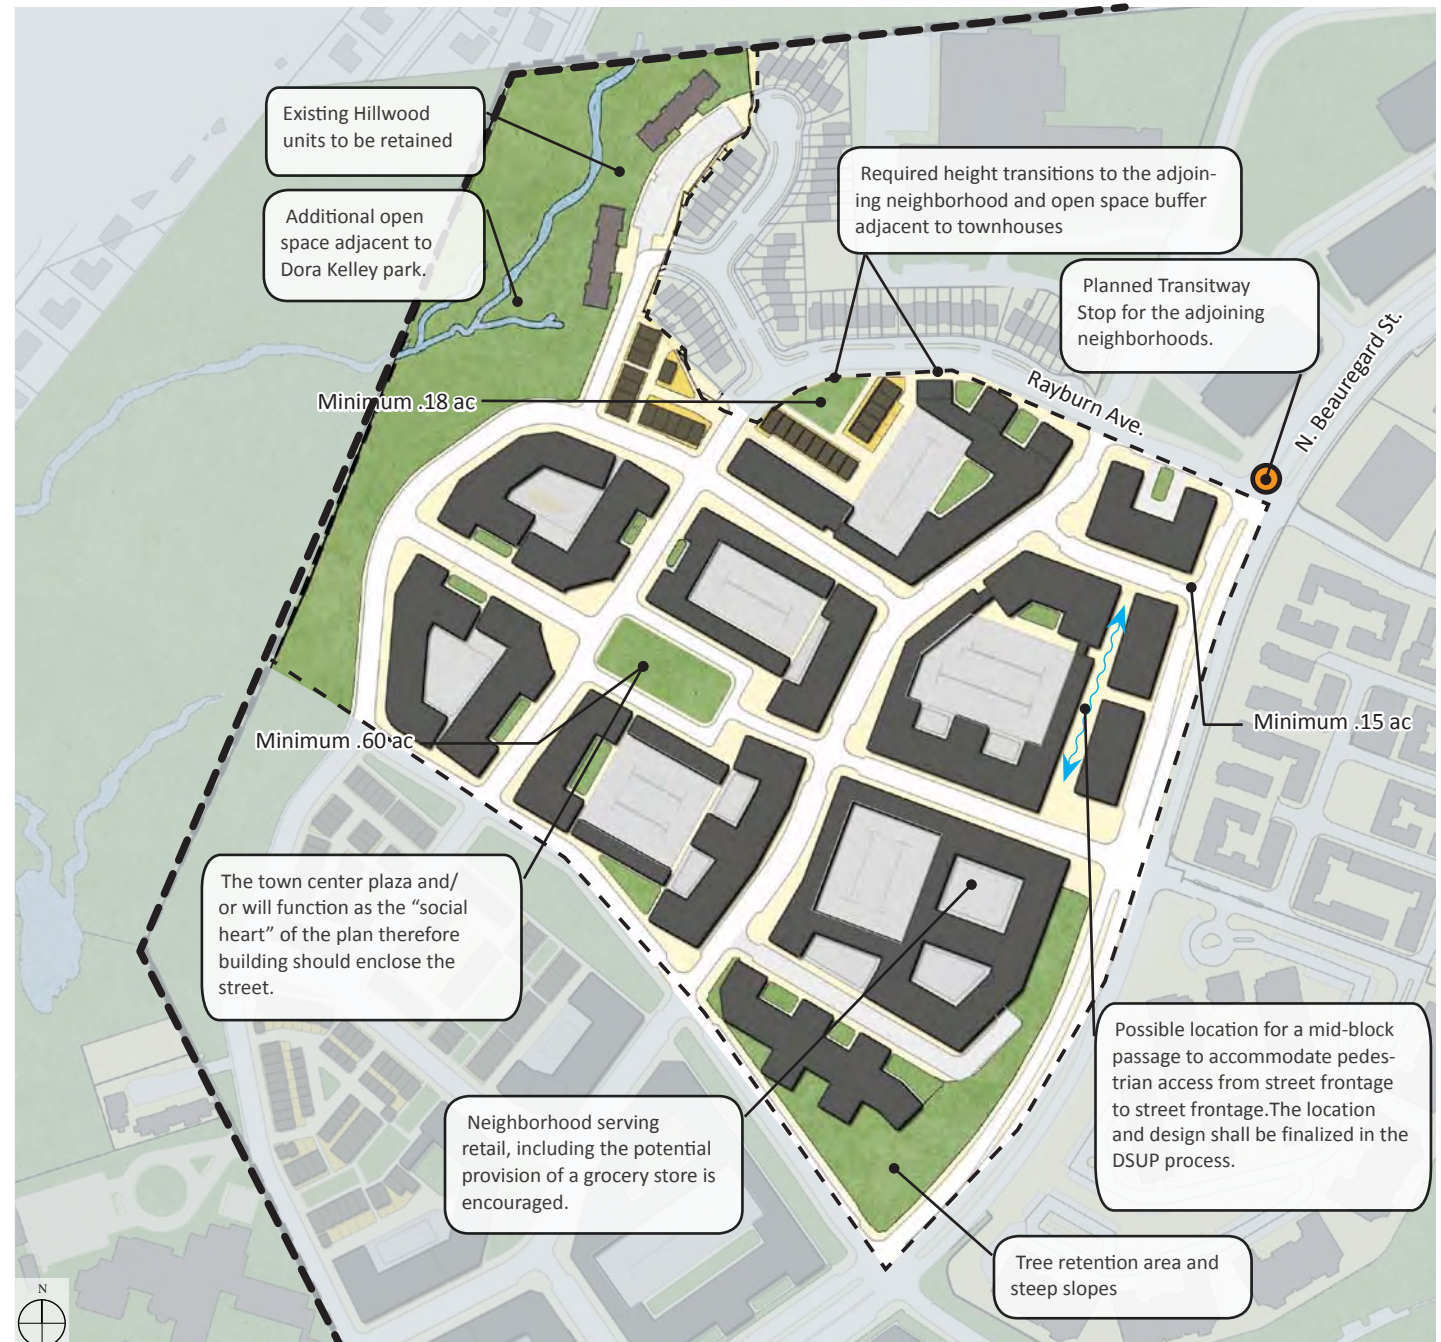 Existing Hillwood
units to be retained
Additional open
space adjacent to
Dora Kelley park.
Required height transitions to the adjoin-
ing neighborhood and open space buffer
adjacent to townhouses
Planned Transitway
Stop for the adjoining
neighborhoods.
Minimum .18 ac
Rayburn Ave.
N. Beauregard St.
Minimum .60 ac
Minimum .15 ac
The town center plaza and/
or will function as the “social
heart” of the plan therefore
building should enclose the
street.
Possible location for a mid-block
passage to accommodate pedes-
trian access from street frontage
to street frontage.The location
and design shall be finalized in the
DSUP process.
Neighborhood serving
retail, including the potential
provision of a grocery store is
encouraged.
Tree retention area and
steep slopes
N